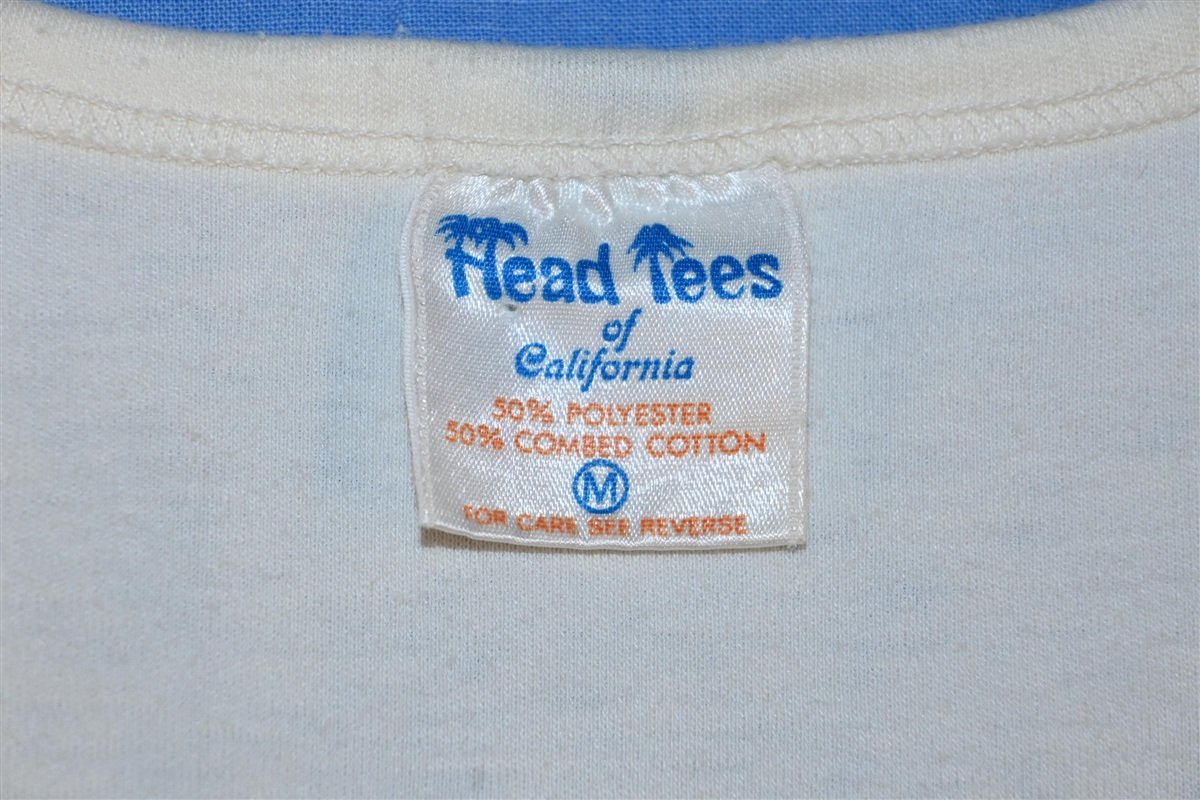 Head Tees
of
California
50% POLYESTER
50% COMBED COTTON
M
FOR CARE SEE REVERSE